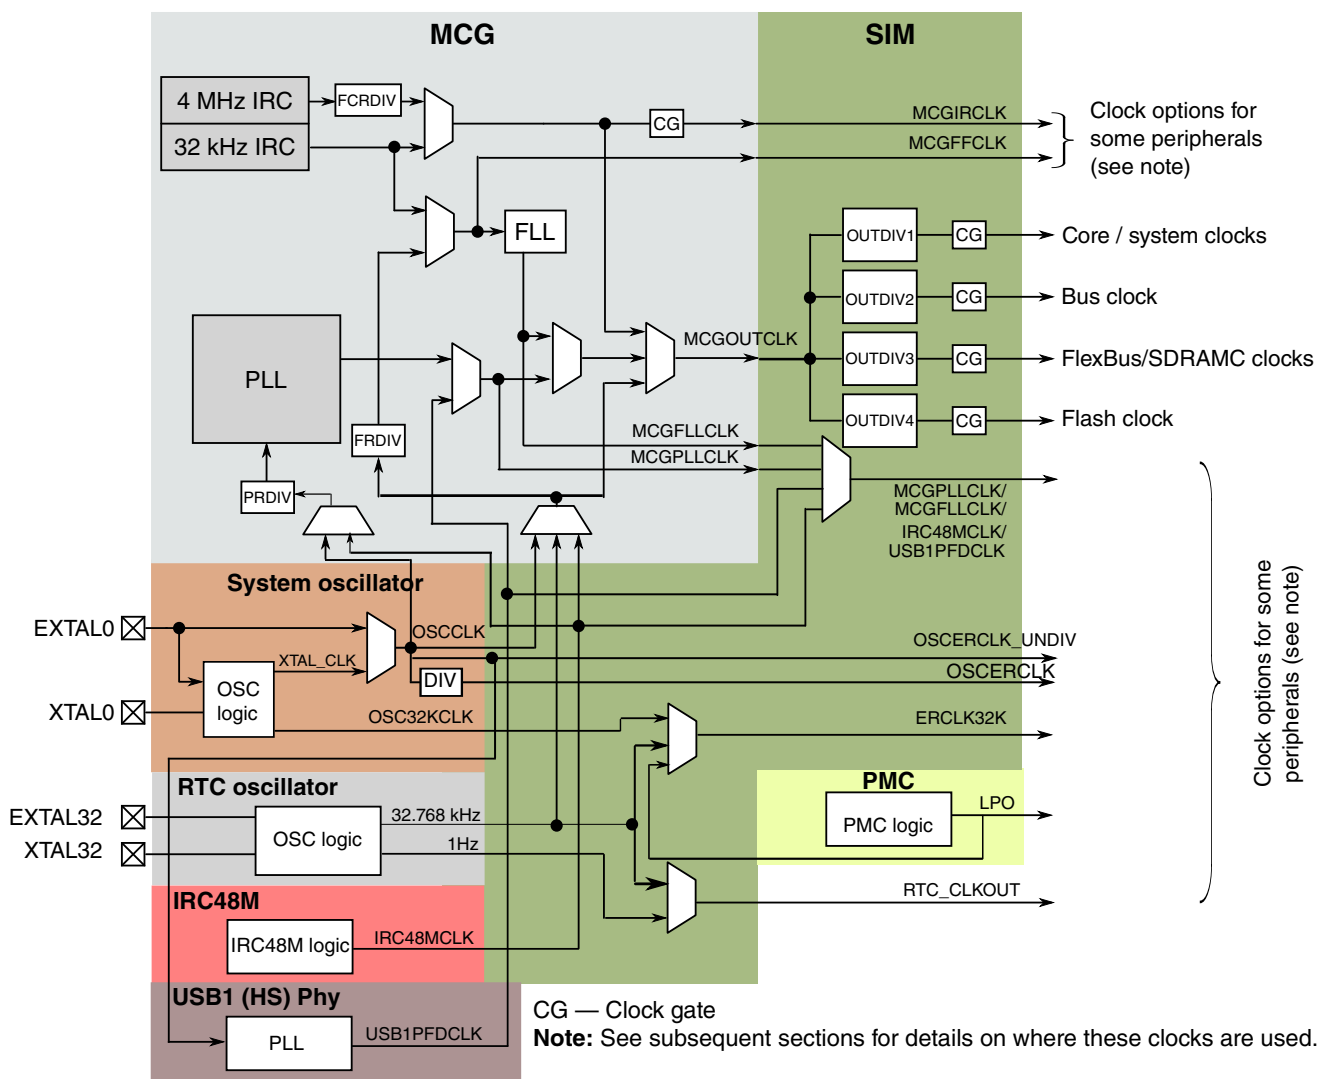 MCG
SIM
4 MHz IRC
FCRDIV
32 kHz IRC
CG
MCGIRCLK
MCGFFCLK
Clock options for
some peripherals
(see note)
FLL
OUTDIV1
CG
Core / system clocks
OUTDIV2
CG
Bus clock
MCGOUTCLK
OUTDIV3
CG
FlexBus/SDRAMC clocks
PLL
OUTDIV4
CG
Flash clock
FRDIV
MCGFLLCLK
MCGPLLCLK
PRDIV
MCGPLLCLK/
MCGFLLCLK/
IRC48MCLK/
USB1PFDCLK
System oscillator
EXTAL0
OSCCLK
OSCERCLK_UNDIV
XTAL_CLK
DIV
OSCERCLK
OSC
logic
XTAL0
OSC32KCLK
ERCLK32K
Clock options for some
peripherals (see note)
RTC oscillator
PMC
EXTAL32
32.768 kHz
LPO
OSC logic
PMC logic
XTAL32
1Hz
RTC_CLKOUT
IRC48M
IRC48M logic
IRC48MCLK
USB1 (HS) Phy
PLL
USB1PFDCLK
CG — Clock gate
Note: See subsequent sections for details on where these clocks are used.